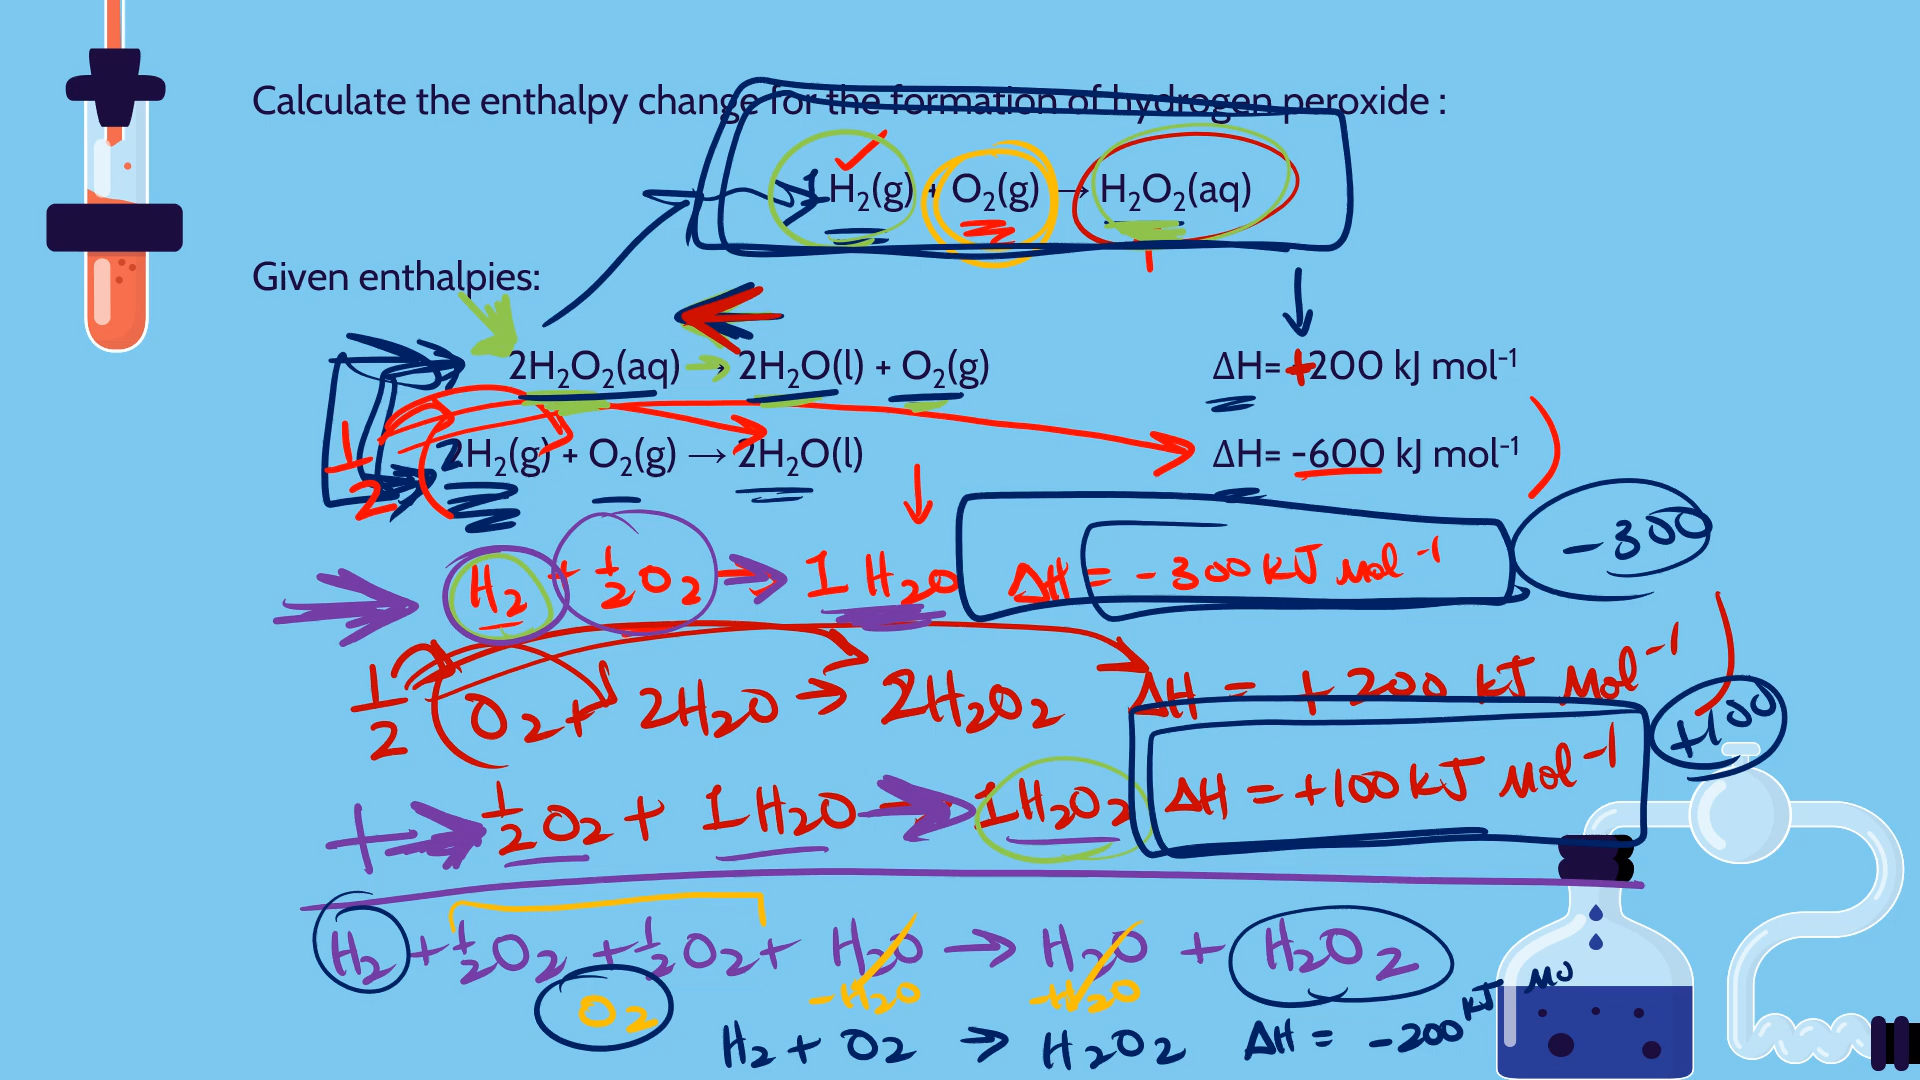 Calculate the enthalpy change for the formation of hydrogen peroxide :
1 H₂(g) + O₂(g) → H₂O₂(aq)
Given enthalpies:
2H₂O₂(aq) → 2H₂O(l) + O₂(g) ΔH= +200 kJ mol⁻¹
2H₂(g) + O₂(g) → 2H₂O(l) ΔH= -600 kJ mol⁻¹
1/2
H₂ + 1/2 O₂ → 1 H₂O ΔH = -300 kJ mol⁻¹ -300
1/2 (O₂ + 2H₂O → 2H₂O₂ ΔH = +200 kJ mol⁻¹
+100
+ 1/2 O₂ + 1H₂O → 1H₂O₂ ΔH = +100 kJ mol⁻¹
H₂ + 1/2 O₂ + 1/2 O₂ + H₂O → H₂O + H₂O₂
O₂ -H₂O -H₂O
H₂ + O₂ → H₂O₂ ΔH = -200 kJ mo